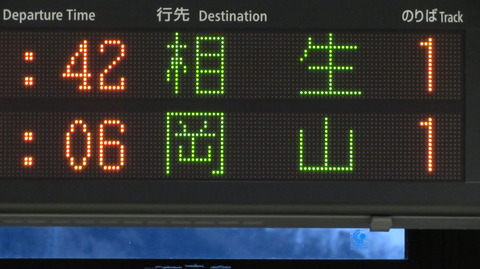 Departure Time 行先 Destination のりば Track
:42 相生 1
:06 岡山 1